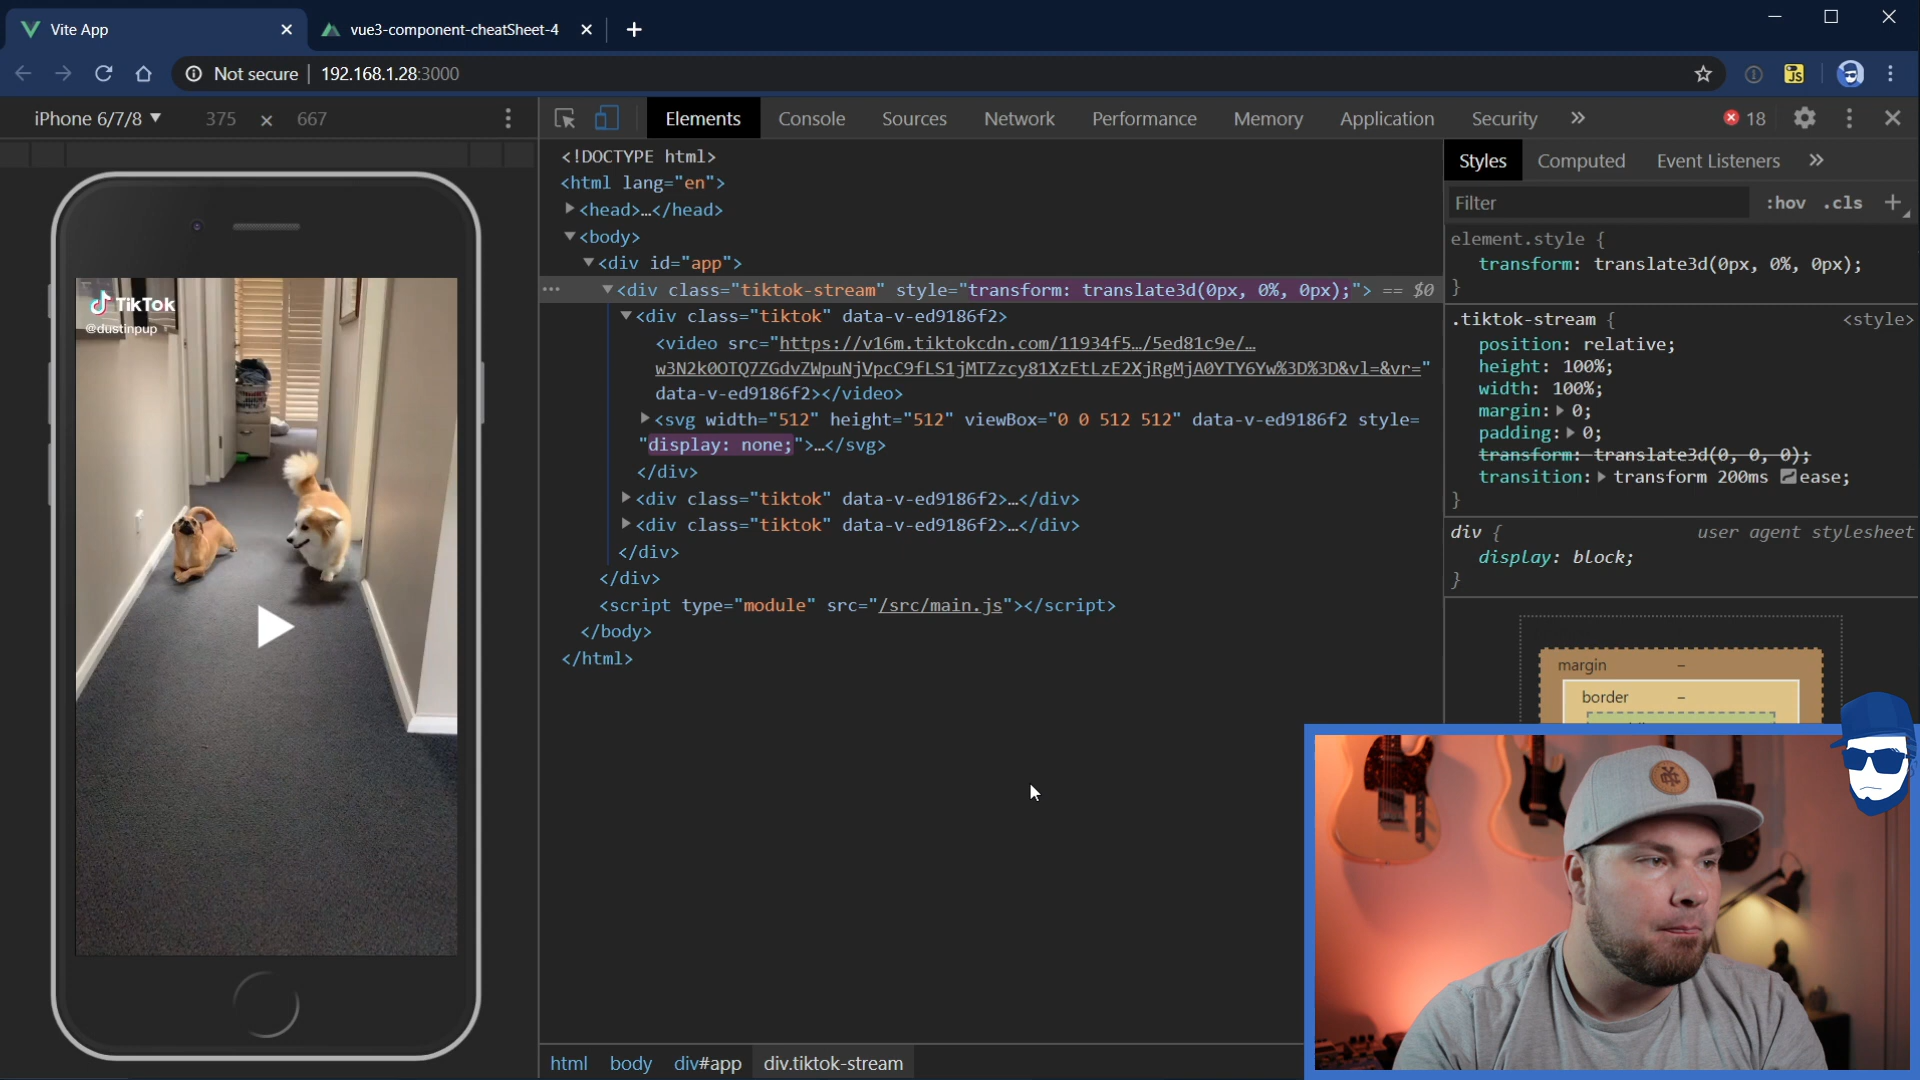 Vite App
vue3-component-cheatSheet-4
Not secure
192.168.1.28:3000
JS
iPhone 6/7/8
375 × 667
Elements
Console
Sources
Network
Performance
Memory
Application
Security
18
Styles
Computed
Event Listeners
Filter
:hov .cls
TikTok
@dustinpup
<!DOCTYPE html>
<html lang="en">
<head>…</head>
<body>
<div id="app">
<div class="tiktok-stream" style="transform: translate3d(0px, 0%, 0px);"> == $0
<div class="tiktok" data-v-ed9186f2>
<video src="https://v16m.tiktokcdn.com/11934f5…/5ed81c9e/…
w3N2k0OTQ7ZGdvZWpuNjVpcC9fLS1jMTZzcy81XzEtLzE2XjRgMjA0YTY6Yw%3D%3D&vl=&vr="
data-v-ed9186f2></video>
<svg width="512" height="512" viewBox="0 0 512 512" data-v-ed9186f2 style=
"display: none;">…</svg>
</div>
<div class="tiktok" data-v-ed9186f2>…</div>
<div class="tiktok" data-v-ed9186f2>…</div>
</div>
</div>
<script type="module" src="/src/main.js"></script>
</body>
</html>
element.style {
transform: translate3d(0px, 0%, 0px);
}
.tiktok-stream { <style>
position: relative;
height: 100%;
width: 100%;
margin: 0;
padding: 0;
transform: translate3d(0, 0, 0);
transition: transform 200ms ease;
}
div { user agent stylesheet
display: block;
}
margin –
border –
html body div#app div.tiktok-stream